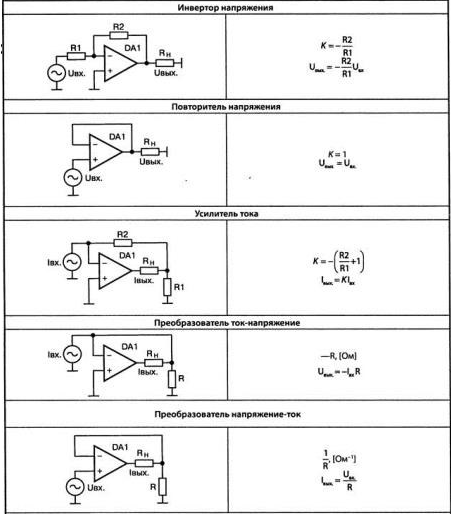 Инвертор напряжения
R2
R1
DA1
Rн
Uвх.
Uвых.
K = - R2/R1
Uвых. = - R2/R1 Uвх
Повторитель напряжения
DA1
Rн
Uвых.
Uвх.
K = 1
Uвых. = Uвх.
Усилитель тока
R2
Iвх.
DA1
Rн
Iвых.
R1
K = -(R2/R1 + 1)
Iвых. = KIвх
Преобразователь ток-напряжение
Iвх.
DA1
Rн
Iвых.
R
—R, [Ом]
Uвых. = -Iвх R
Преобразователь напряжение-ток
DA1
Rн
Iвых.
Uвх.
R
1/R, [Ом⁻¹]
Iвых. = Uвх./R